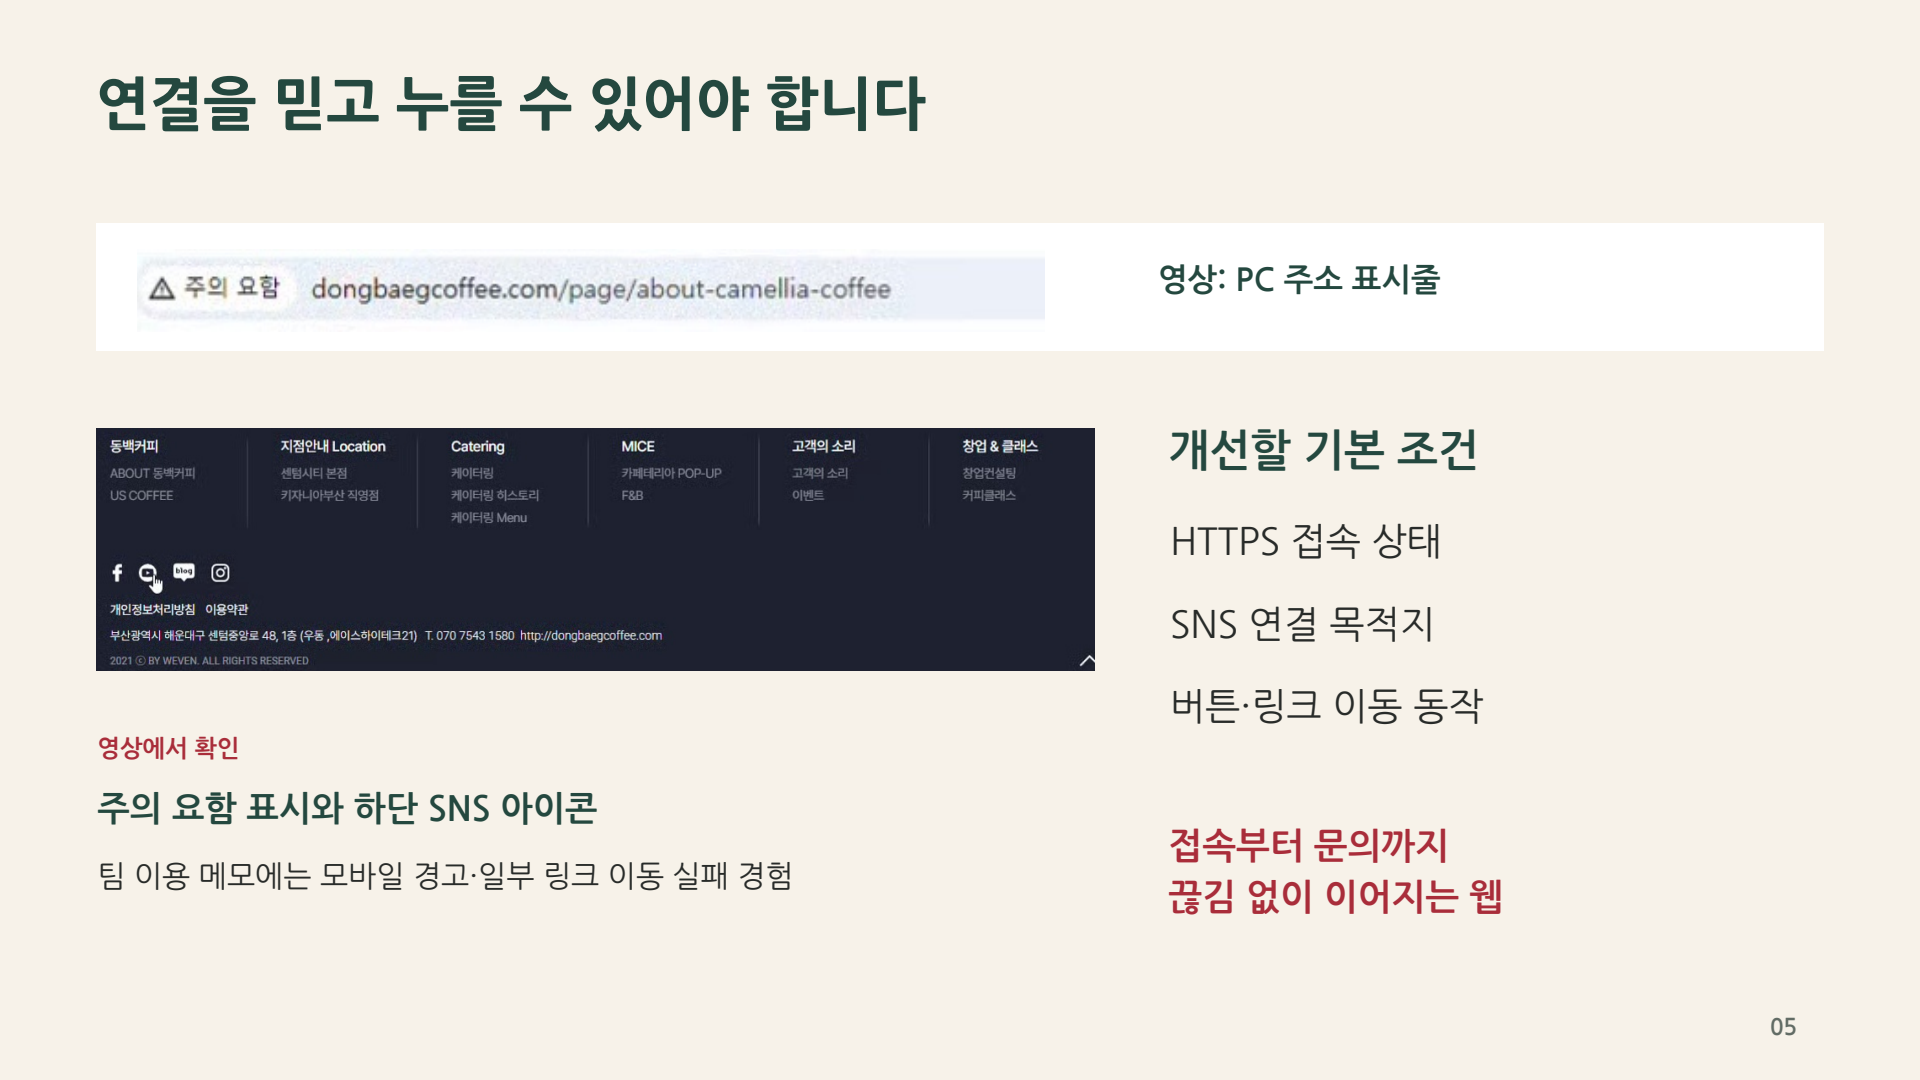 연결을 믿고 누를 수 있어야 합니다
주의 요함 dongbaegcoffee.com/page/about-camellia-coffee
영상: PC 주소 표시줄
동백커피
ABOUT 동백커피
US COFFEE
지점안내 Location
센텀시티 본점
키자니아부산 직영점
Catering
케이터링
케이터링 히스토리
케이터링 Menu
MICE
카페테리아 POP-UP
F&B
고객의 소리
고객의 소리
이벤트
창업 & 클래스
창업컨설팅
커피클래스
blog
개인정보처리방침 이용약관
부산광역시 해운대구 센텀중앙로 48, 1층 (우동 ,에이스하이테크21) T. 070 7543 1580 http://dongbaegcoffee.com
2021 ⓒ BY WEVEN. ALL RIGHTS RESERVED
영상에서 확인
주의 요함 표시와 하단 SNS 아이콘
팀 이용 메모에는 모바일 경고·일부 링크 이동 실패 경험
개선할 기본 조건
HTTPS 접속 상태
SNS 연결 목적지
버튼·링크 이동 동작
접속부터 문의까지
끊김 없이 이어지는 웹
05